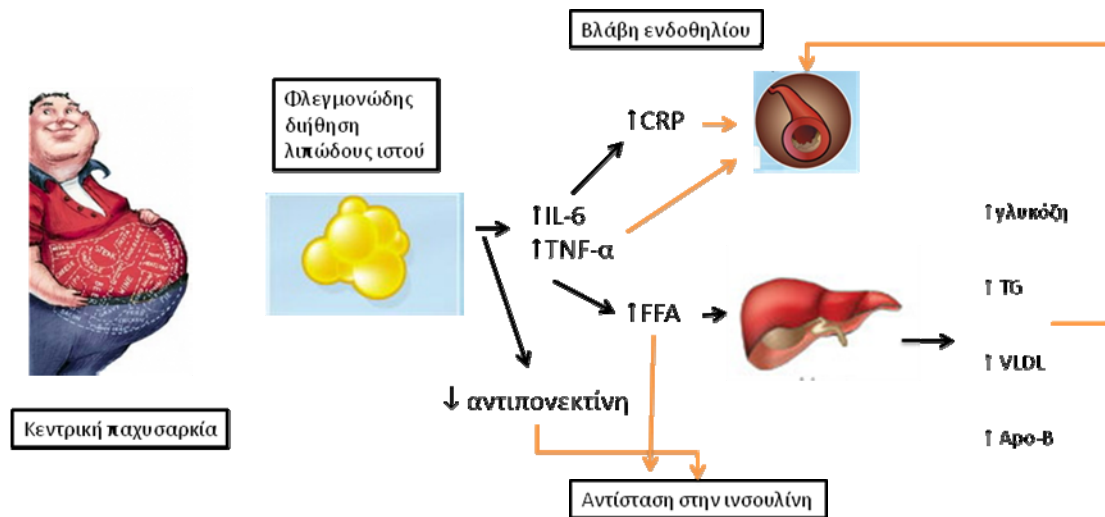 Βλάβη ενδοθηλίου
Φλεγμονώδης
διήθηση
λιπώδους ιστού
↑CRP
↑IL-6
↑TNF-α
↑γλυκόζη
↑ TG
↑FFA
↑ VLDL
↓ αντιπονεκτίνη
Κεντρική παχυσαρκία
↑ Apo-B
Αντίσταση στην ινσουλίνη